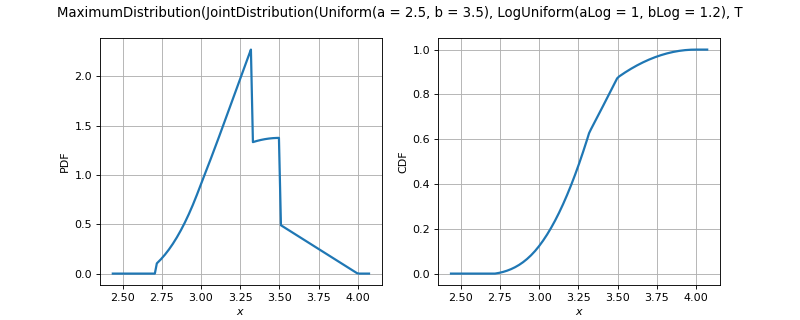 MaximumDistribution(JointDistribution(Uniform(a = 2.5, b = 3.5), LogUniform(aLog = 1, bLog = 1.2), T
PDF
2.0
1.5
1.0
0.5
0.0
2.50 2.75 3.00 3.25 3.50 3.75 4.00
x
CDF
1.0
0.8
0.6
0.4
0.2
0.0
2.50 2.75 3.00 3.25 3.50 3.75 4.00
x